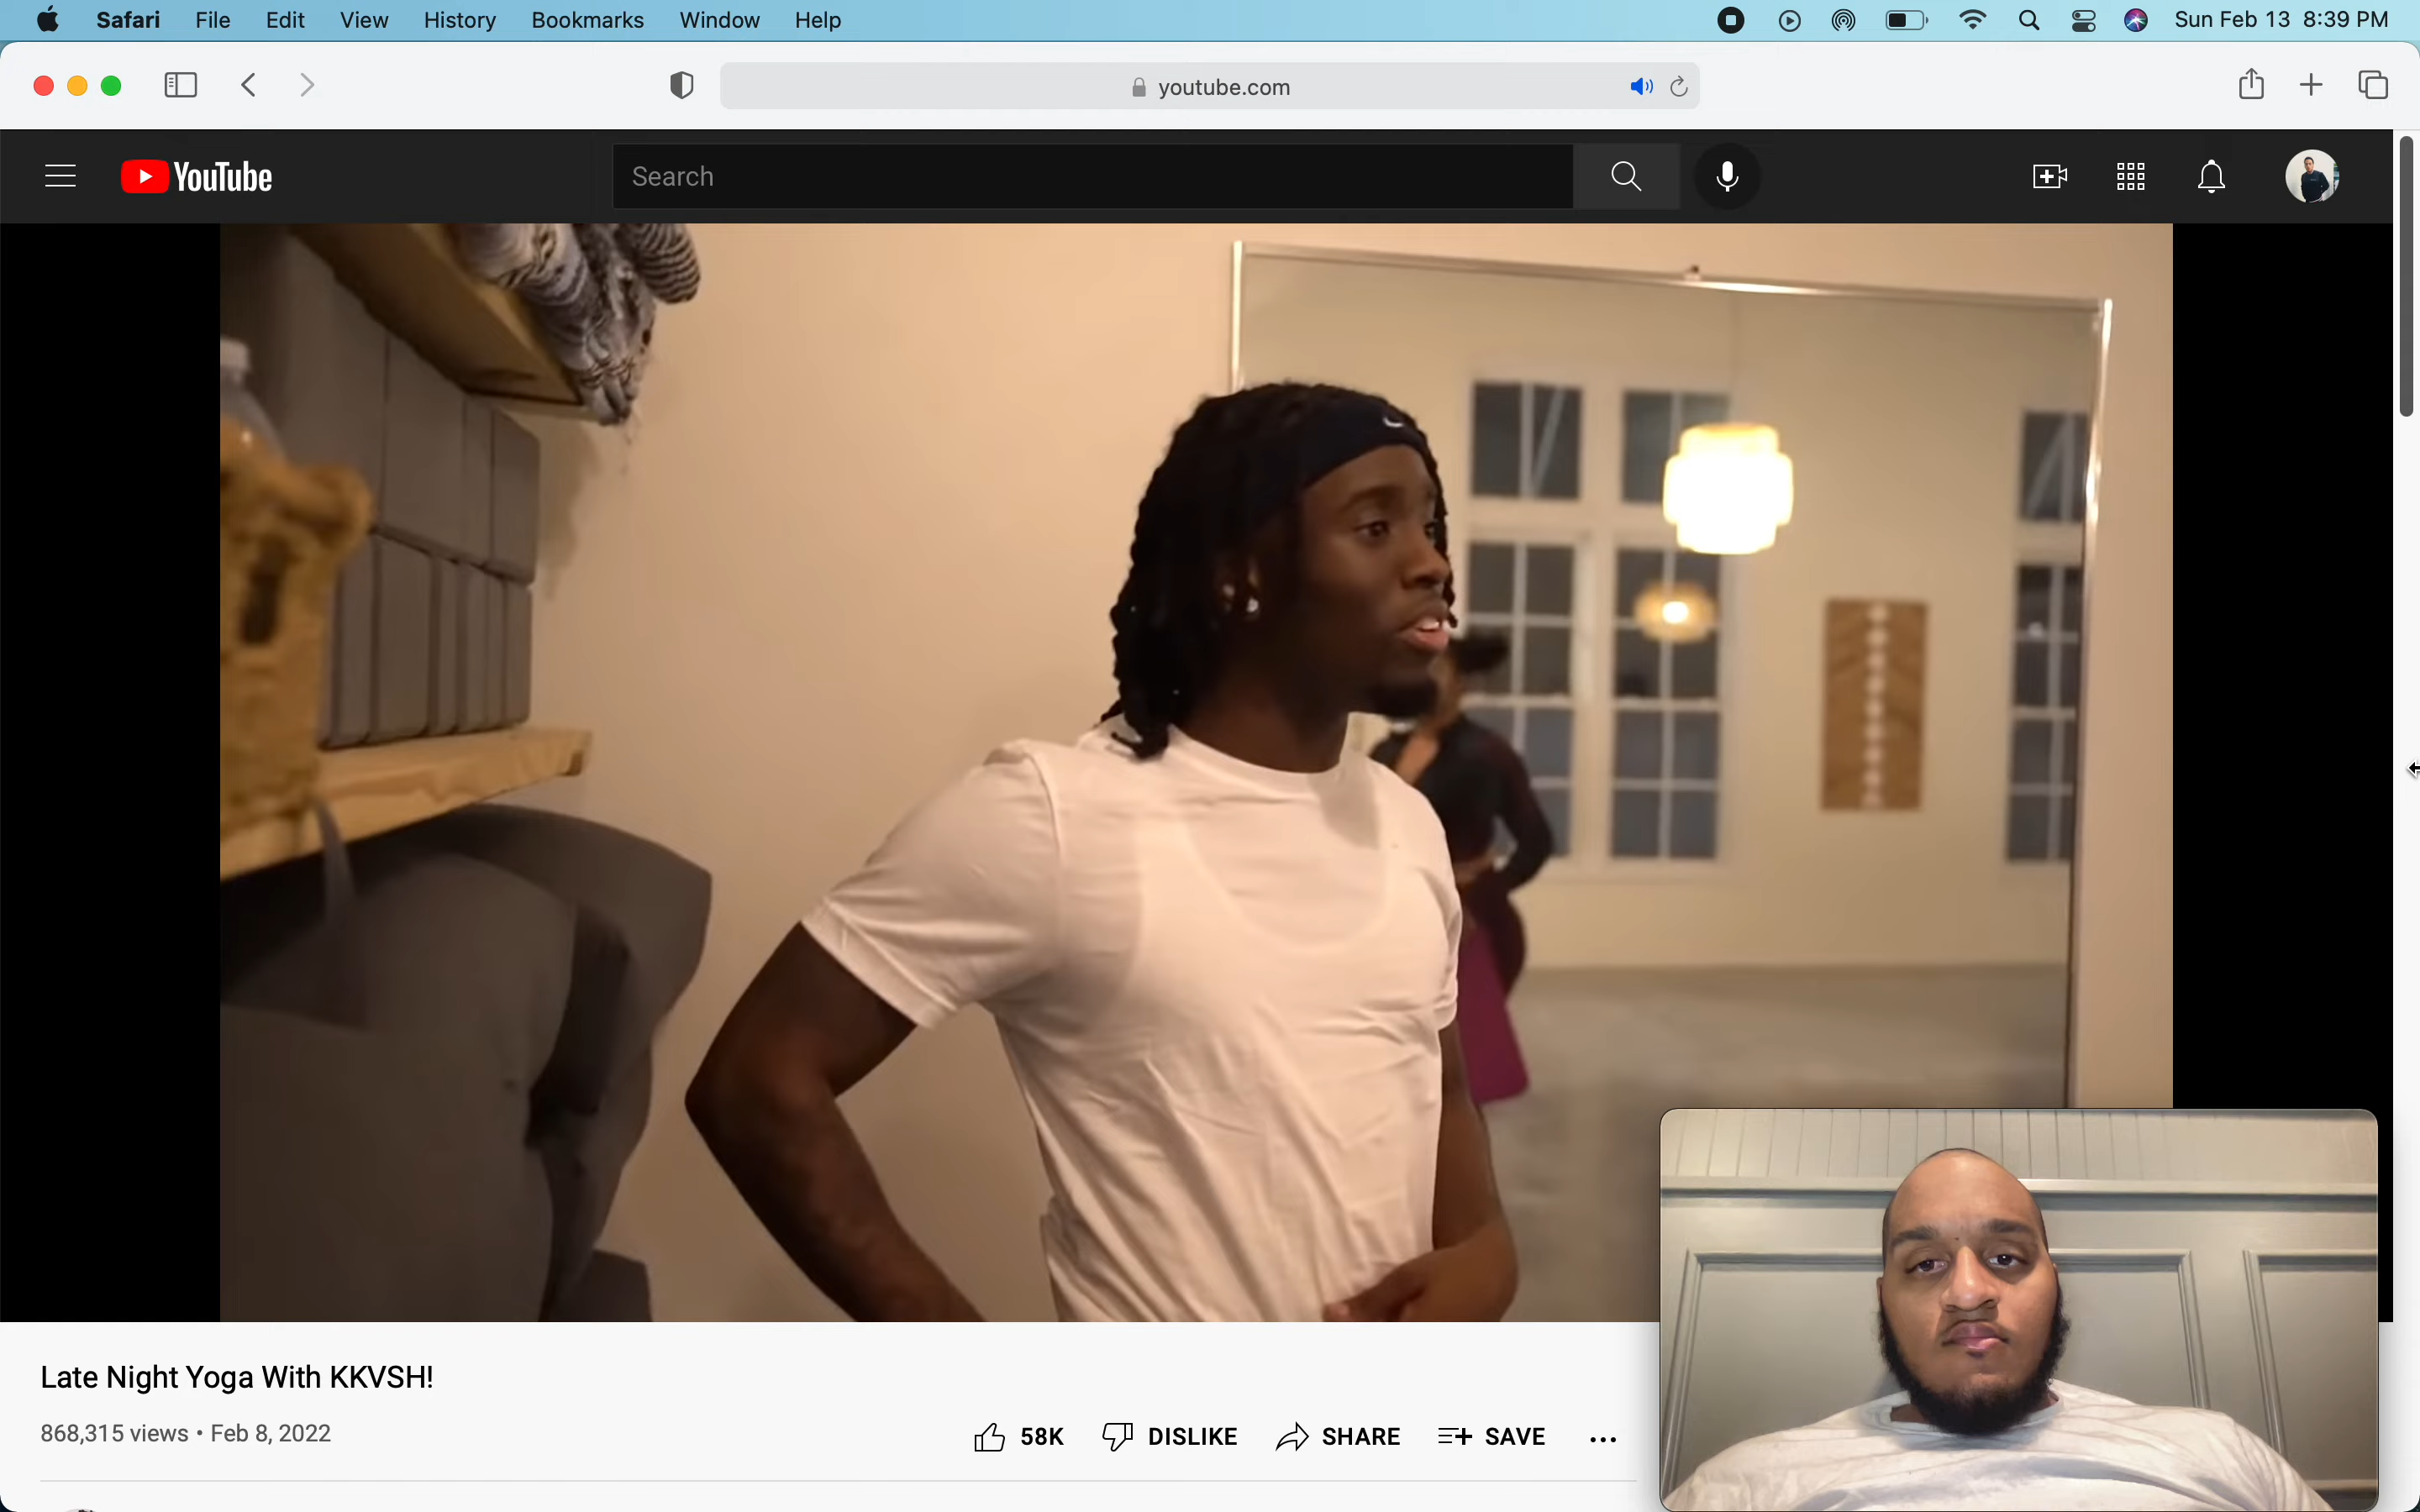 Safari File Edit View History Bookmarks Window Help Sun Feb 13 8:39 PM
youtube.com
YouTube Search
Late Night Yoga With KKVSH!
868,315 views • Feb 8, 2022
58K DISLIKE SHARE SAVE